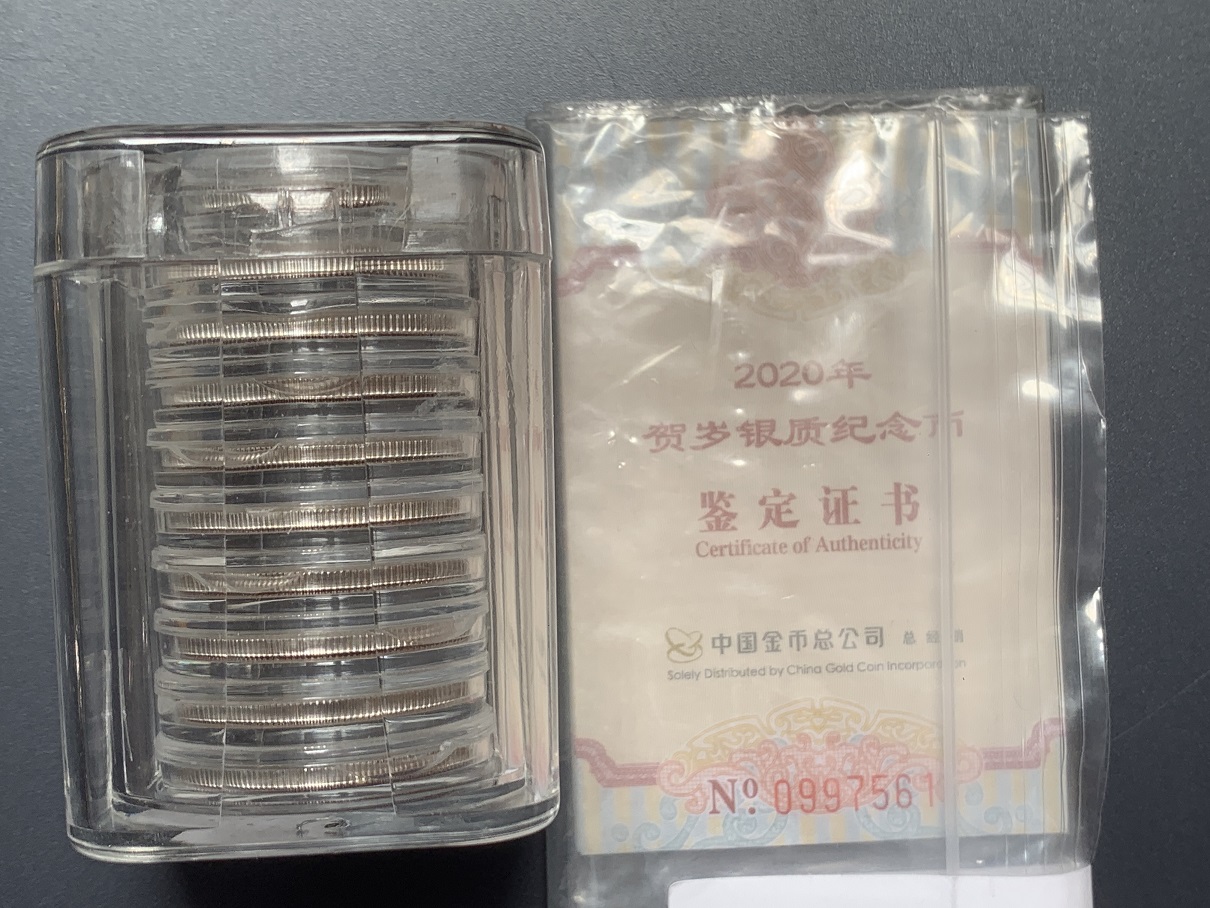 2020年
贺岁银质纪念币
鉴定证书
Certificate of Authenticity
中国金币总公司 总经销
Solely Distributed by China Gold Coin Incorporation
Nº. 0997561